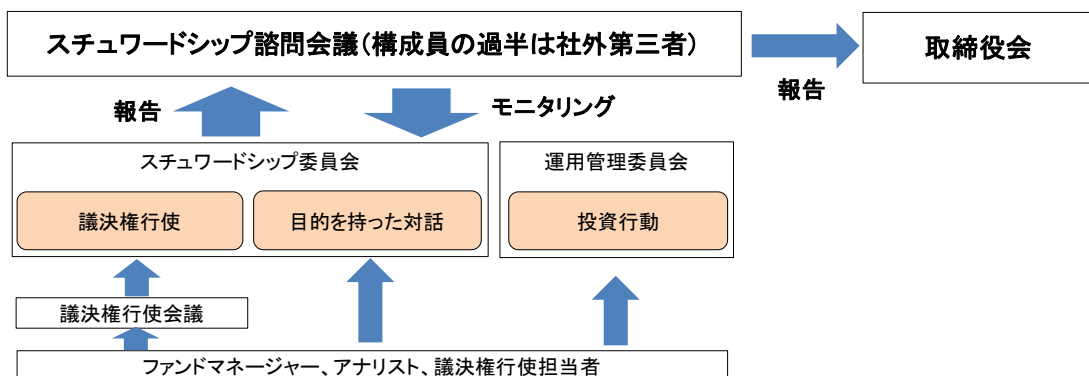 スチュワードシップ諮問会議(構成員の過半は社外第三者)
取締役会
報告
報告
モニタリング
スチュワードシップ委員会
運用管理委員会
議決権行使
目的を持った対話
投資行動
議決権行使会議
ファンドマネージャー、アナリスト、議決権行使担当者